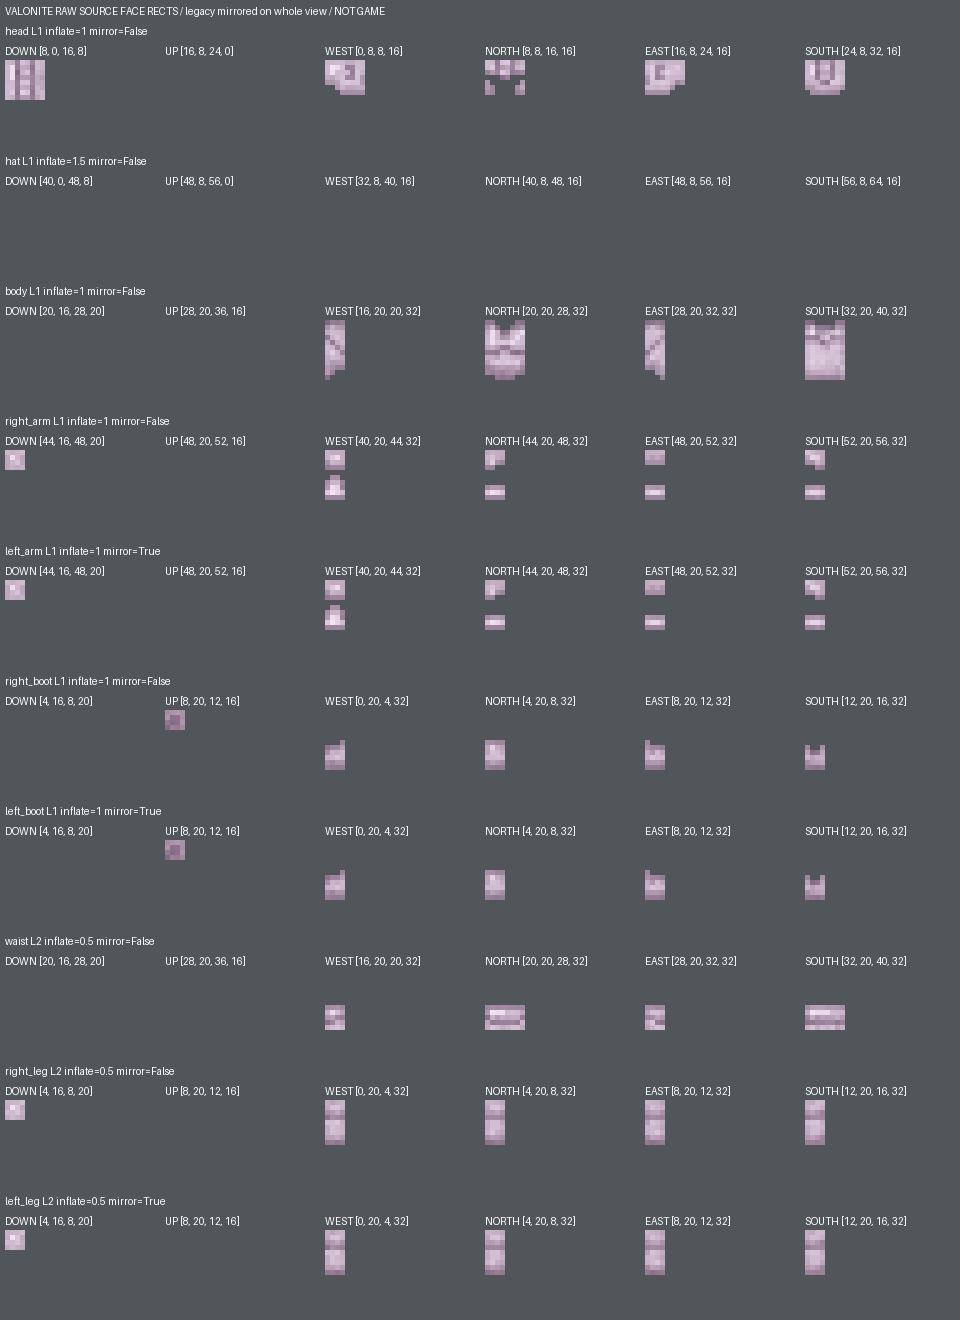 VALONITE RAW SOURCE FACE RECTS / legacy mirrored on whole view / NOT GAME
head L1 inflate=1 mirror=False
DOWN [8, 0, 16, 8] UP [16, 8, 24, 0] WEST [0, 8, 8, 16] NORTH [8, 8, 16, 16] EAST [16, 8, 24, 16] SOUTH [24, 8, 32, 16]
hat L1 inflate=1.5 mirror=False
DOWN [40, 0, 48, 8] UP [48, 8, 56, 0] WEST [32, 8, 40, 16] NORTH [40, 8, 48, 16] EAST [48, 8, 56, 16] SOUTH [56, 8, 64, 16]
body L1 inflate=1 mirror=False
DOWN [20, 16, 28, 20] UP [28, 20, 36, 16] WEST [16, 20, 20, 32] NORTH [20, 20, 28, 32] EAST [28, 20, 32, 32] SOUTH [32, 20, 40, 32]
right_arm L1 inflate=1 mirror=False
DOWN [44, 16, 48, 20] UP [48, 20, 52, 16] WEST [40, 20, 44, 32] NORTH [44, 20, 48, 32] EAST [48, 20, 52, 32] SOUTH [52, 20, 56, 32]
left_arm L1 inflate=1 mirror=True
DOWN [44, 16, 48, 20] UP [48, 20, 52, 16] WEST [40, 20, 44, 32] NORTH [44, 20, 48, 32] EAST [48, 20, 52, 32] SOUTH [52, 20, 56, 32]
right_boot L1 inflate=1 mirror=False
DOWN [4, 16, 8, 20] UP [8, 20, 12, 16] WEST [0, 20, 4, 32] NORTH [4, 20, 8, 32] EAST [8, 20, 12, 32] SOUTH [12, 20, 16, 32]
left_boot L1 inflate=1 mirror=True
DOWN [4, 16, 8, 20] UP [8, 20, 12, 16] WEST [0, 20, 4, 32] NORTH [4, 20, 8, 32] EAST [8, 20, 12, 32] SOUTH [12, 20, 16, 32]
waist L2 inflate=0.5 mirror=False
DOWN [20, 16, 28, 20] UP [28, 20, 36, 16] WEST [16, 20, 20, 32] NORTH [20, 20, 28, 32] EAST [28, 20, 32, 32] SOUTH [32, 20, 40, 32]
right_leg L2 inflate=0.5 mirror=False
DOWN [4, 16, 8, 20] UP [8, 20, 12, 16] WEST [0, 20, 4, 32] NORTH [4, 20, 8, 32] EAST [8, 20, 12, 32] SOUTH [12, 20, 16, 32]
left_leg L2 inflate=0.5 mirror=True
DOWN [4, 16, 8, 20] UP [8, 20, 12, 16] WEST [0, 20, 4, 32] NORTH [4, 20, 8, 32] EAST [8, 20, 12, 32] SOUTH [12, 20, 16, 32]